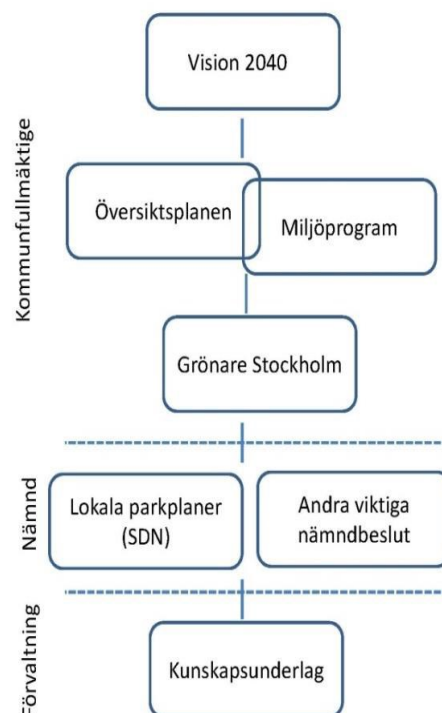 Kommunfullmäktige
Vision 2040
Översiktsplanen
Miljöprogram
Grönare Stockholm
Nämnd
Lokala parkplaner
(SDN)
Andra viktiga
nämndbeslut
Förvaltning
Kunskapsunderlag